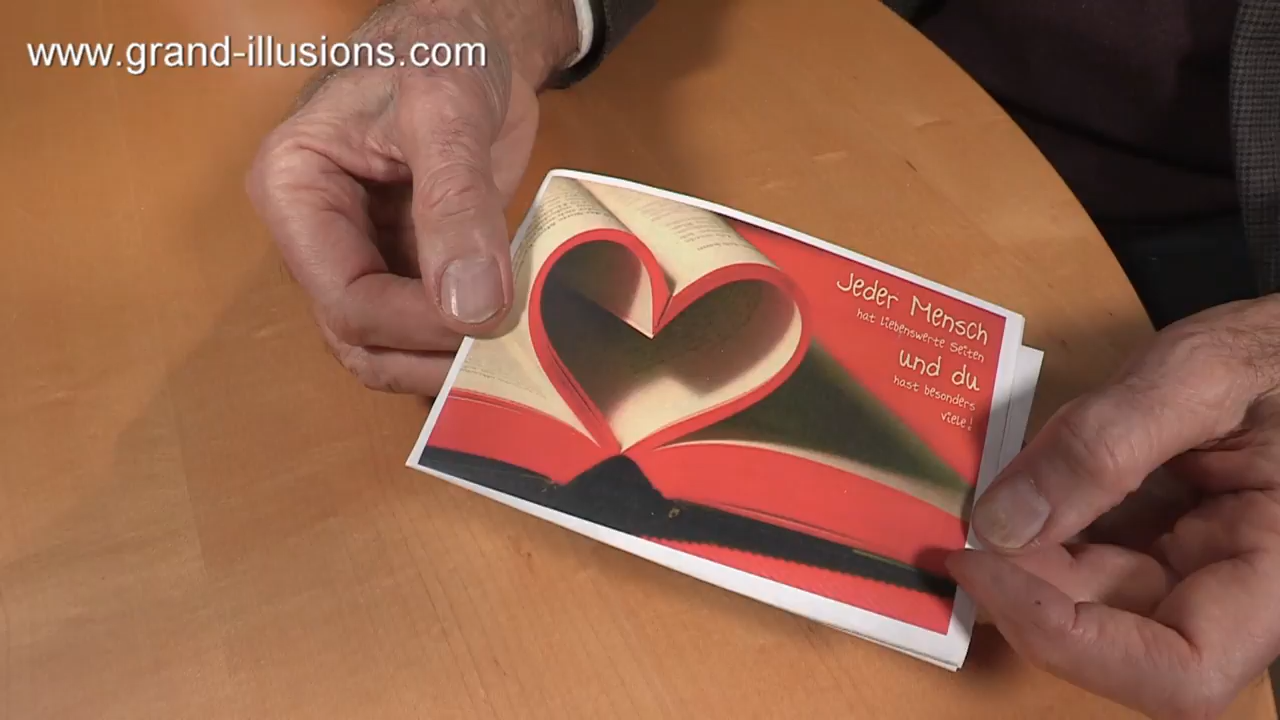 www.grand-illusions.com
Jeder Mensch
hat liebenswerte Seiten
und du
hast besonders
viele!